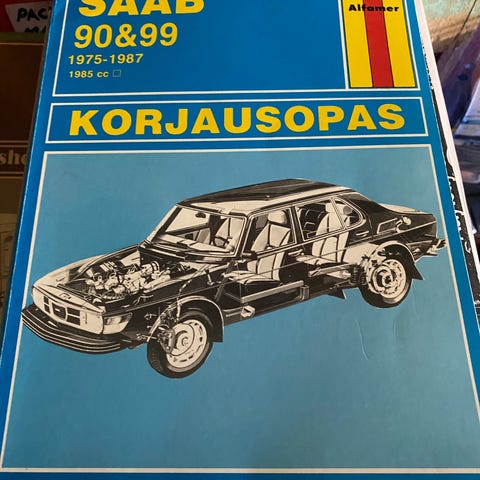 SAAB
90&99
1975-1987
1985 cc □
Alfamer
KORJAUSOPAS